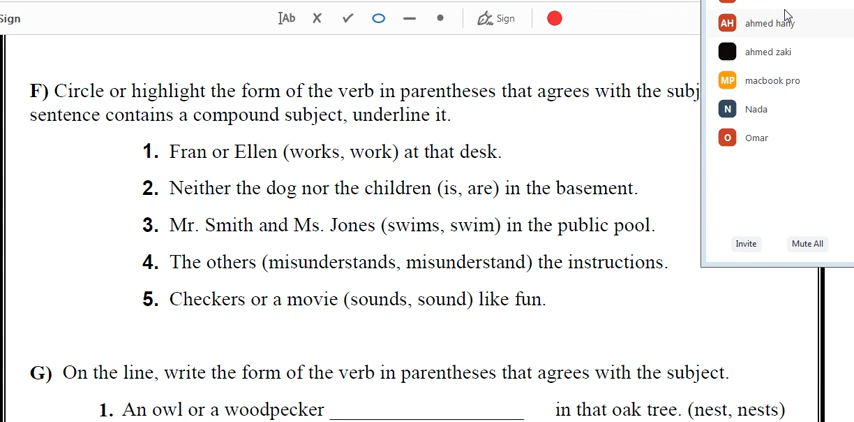 Sign
Ab
Sign
F) Circle or highlight the form of the verb in parentheses that agrees with the subj
sentence contains a compound subject, underline it.
1. Fran or Ellen (works, work) at that desk.
2. Neither the dog nor the children (is, are) in the basement.
3. Mr. Smith and Ms. Jones (swims, swim) in the public pool.
4. The others (misunderstands, misunderstand) the instructions.
5. Checkers or a movie (sounds, sound) like fun.
G) On the line, write the form of the verb in parentheses that agrees with the subject.
1. An owl or a woodpecker ____________________ in that oak tree. (nest, nests)
AH ahmed hany
ahmed zaki
MP macbook pro
N Nada
O Omar
Invite Mute All